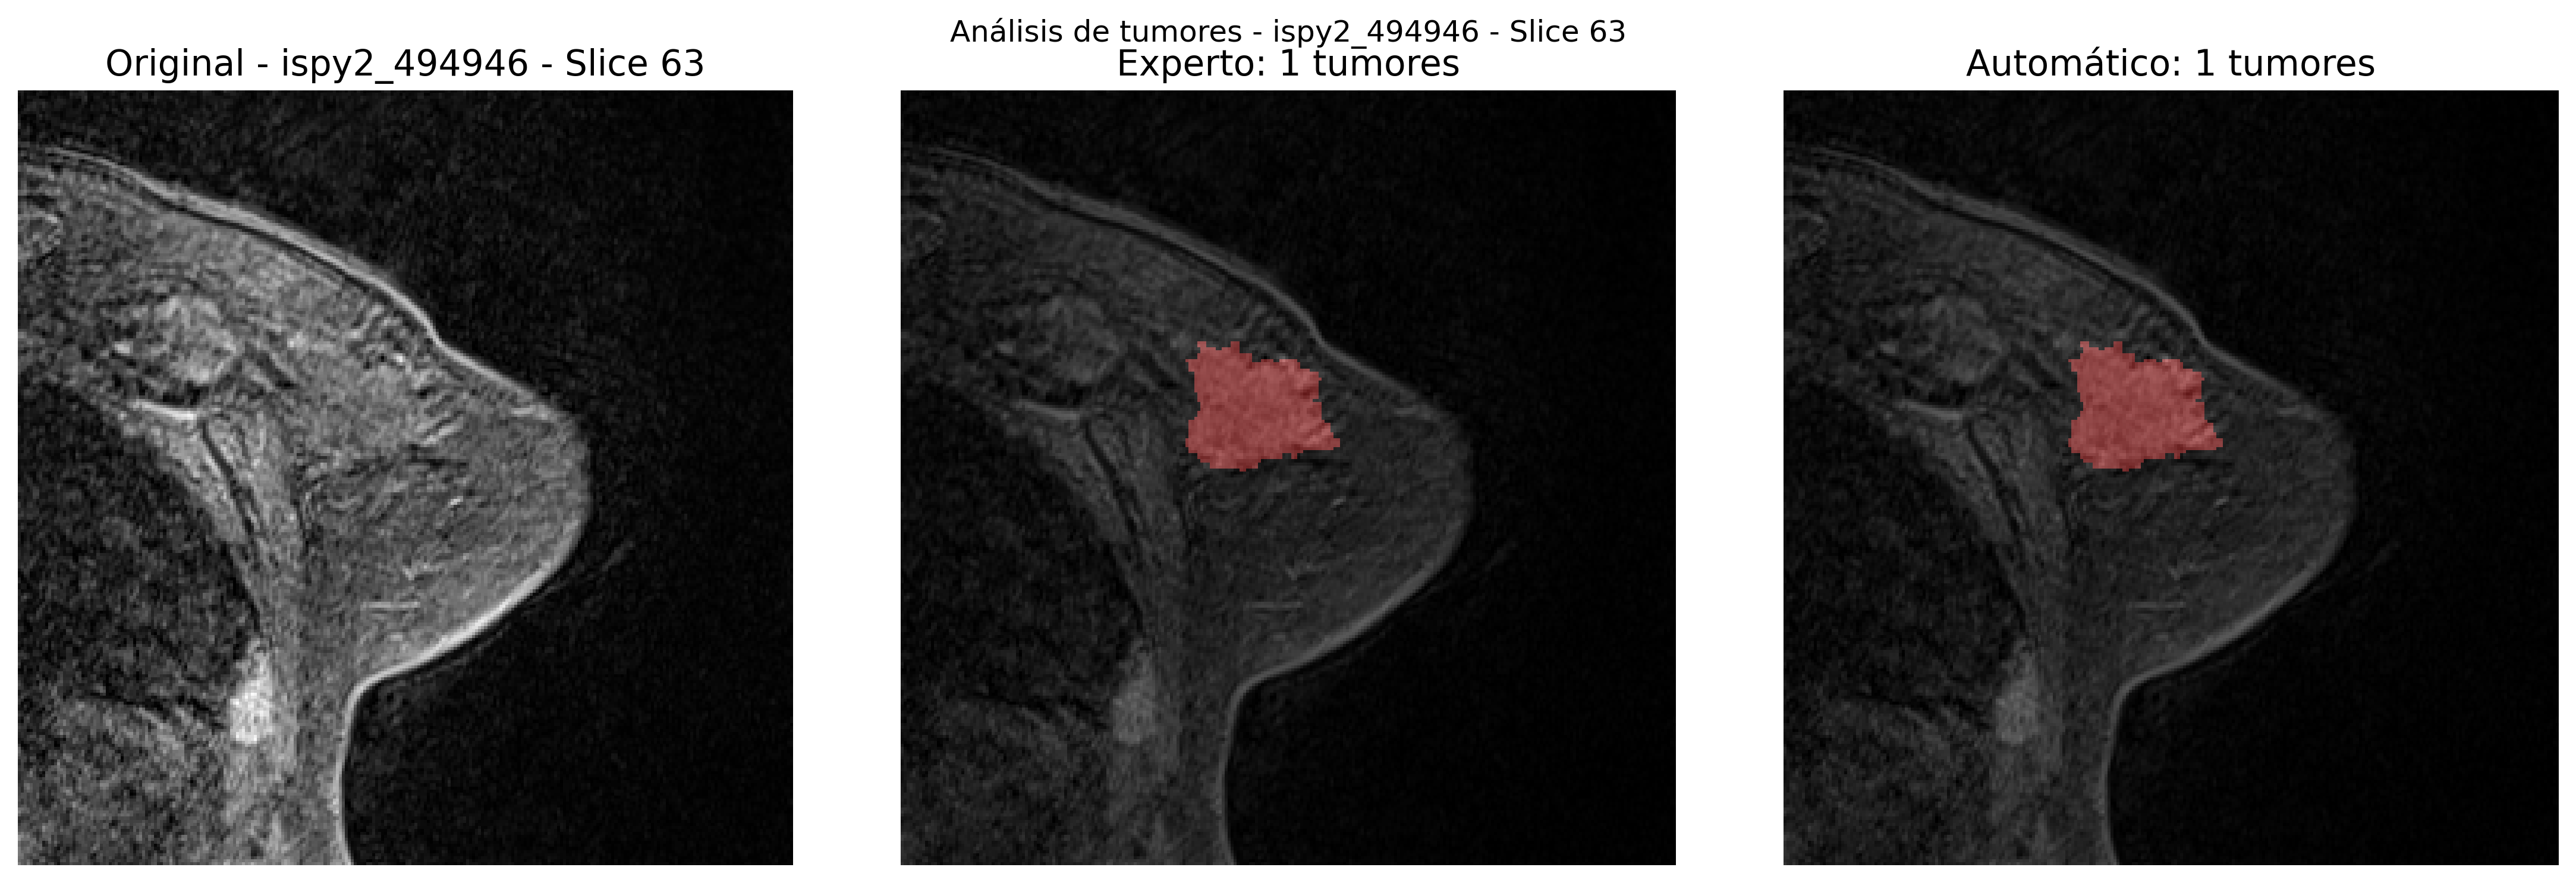 Análisis de tumores - ispy2_494946 - Slice 63
Original - ispy2_494946 - Slice 63
Experto: 1 tumores
Automático: 1 tumores